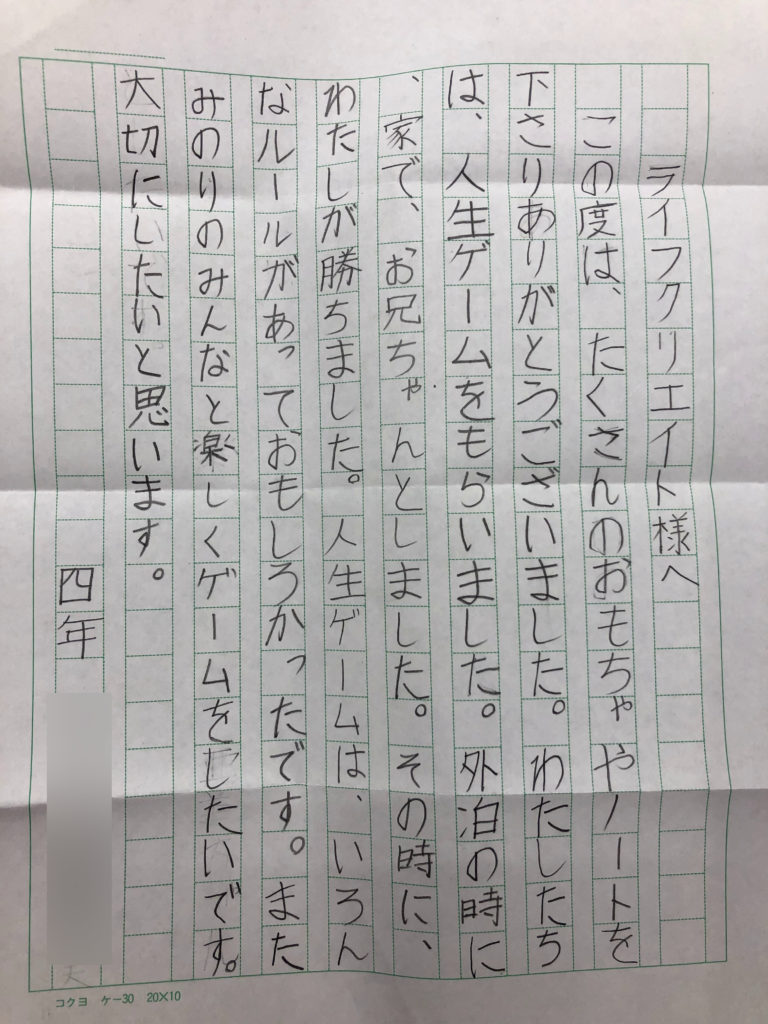 ライフクリエイト様へ
この度は、たくさんのおもちゃやノートを
下さりありがとうございました。わたしたち
は、人生ゲームをもらいました。外泊の時に
、家で、お兄ちゃんとしました。その時に、
わたしが勝ちました。人生ゲームは、いろん
なルールがあっておもしろかったです。また
みのりのみんなと楽しくゲームをしたいです。
大切にしたいと思います。
四年
コクヨ ケー30 20×10